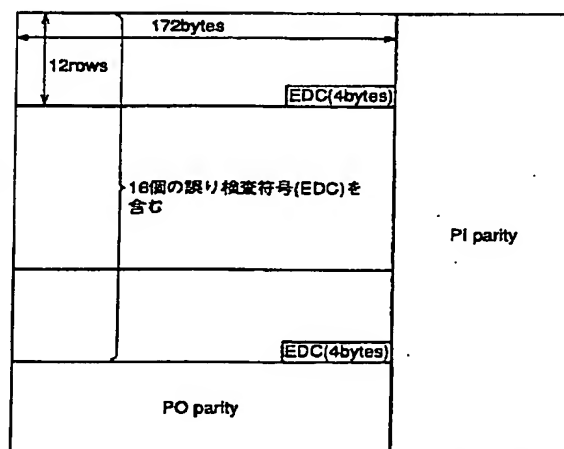 172bytes
12rows
EDC(4bytes)
16個の誤り検査符号(EDC)を
含む
PI parity
EDC(4bytes)
PO parity